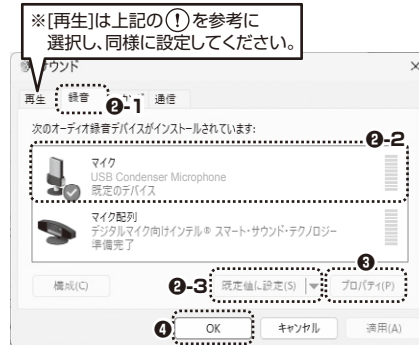 ※[再生]は上記の(!)を参考に
選択し、同様に設定してください。
サウンド
再生 録音 通信
❷-1
次のオーディオ録音デバイスがインストールされています:
❷-2
マイク
USB Condenser Microphone
既定のデバイス
マイク配列
デジタルマイク向けインテル® スマート・サウンド・テクノロジー
準備完了
❸
構成(C) ❷-3 既定値に設定(S) プロパティ(P)
❹ OK キャンセル 適用(A)